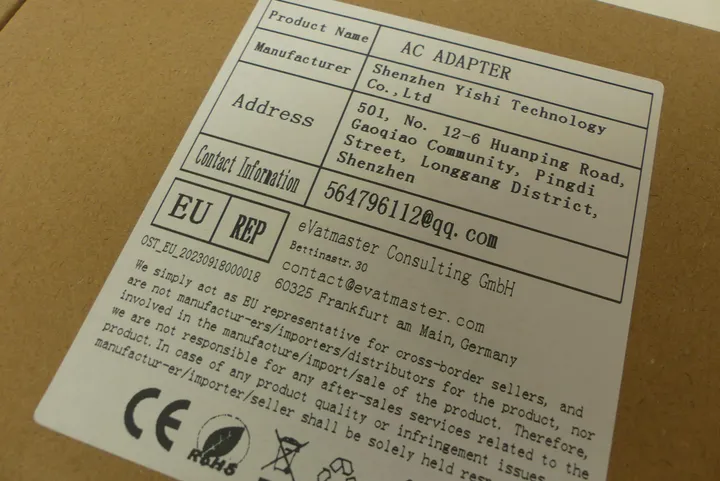 Product Name
AC ADAPTER
Manufacturer
Shenzhen Yishi Technology
Co.,Ltd
Address
501, No. 12-6 Huanping Road,
Gaoqiao Community, Pingdi
Street, Longgang District,
Shenzhen
Contact Information
564796112@qq.com
EU REP
OST_EU_20230918000018
eVatmaster Consulting GmbH
Bettinastr.30
contact@evatmaster.com
60325 Frankfurt am Main,Germany
We simply act as EU representative for cross-border sellers, and
are not manufactur-ers/importers/distributors for the product, nor
involved in the manufacture/import/sale of the product. Therefore,
we are not responsible for any after-sales services related to the
product.In case of any product quality or infringement issues
manufactur-er/importer/seller shall be solely held
CE
ROHS